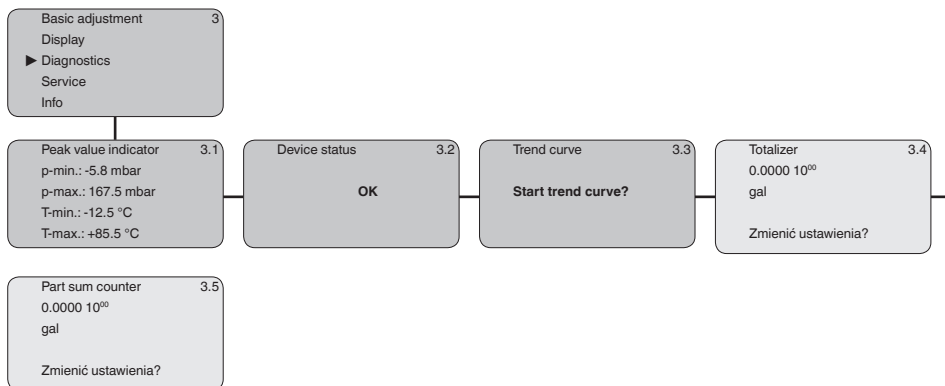 Basic adjustment 3
Display
▶ Diagnostics
Service
Info
Peak value indicator 3.1
p-min.: -5.8 mbar
p-max.: 167.5 mbar
T-min.: -12.5 °C
T-max.: +85.5 °C
Device status 3.2
OK
Trend curve 3.3
Start trend curve?
Totalizer 3.4
0.0000 10⁰⁰
gal
Zmienić ustawienia?
Part sum counter 3.5
0.0000 10⁰⁰
gal
Zmienić ustawienia?